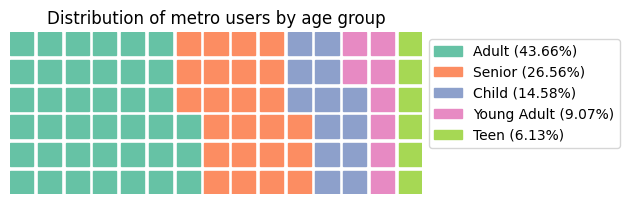 Distribution of metro users by age group
Adult (43.66%)
Senior (26.56%)
Child (14.58%)
Young Adult (9.07%)
Teen (6.13%)